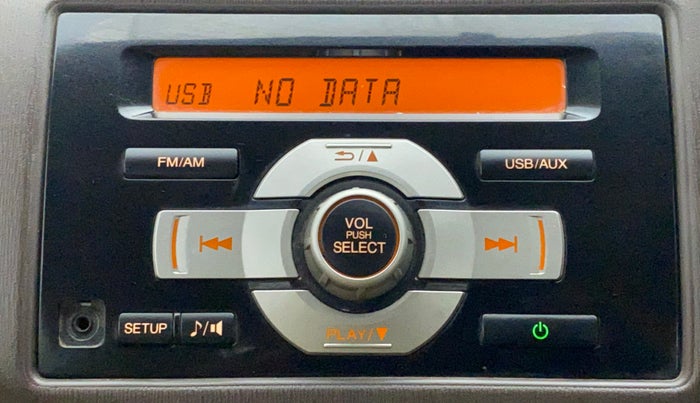 USB NO DATA
FM/AM
USB/AUX
VOL
PUSH
SELECT
SETUP
PLAY/▼